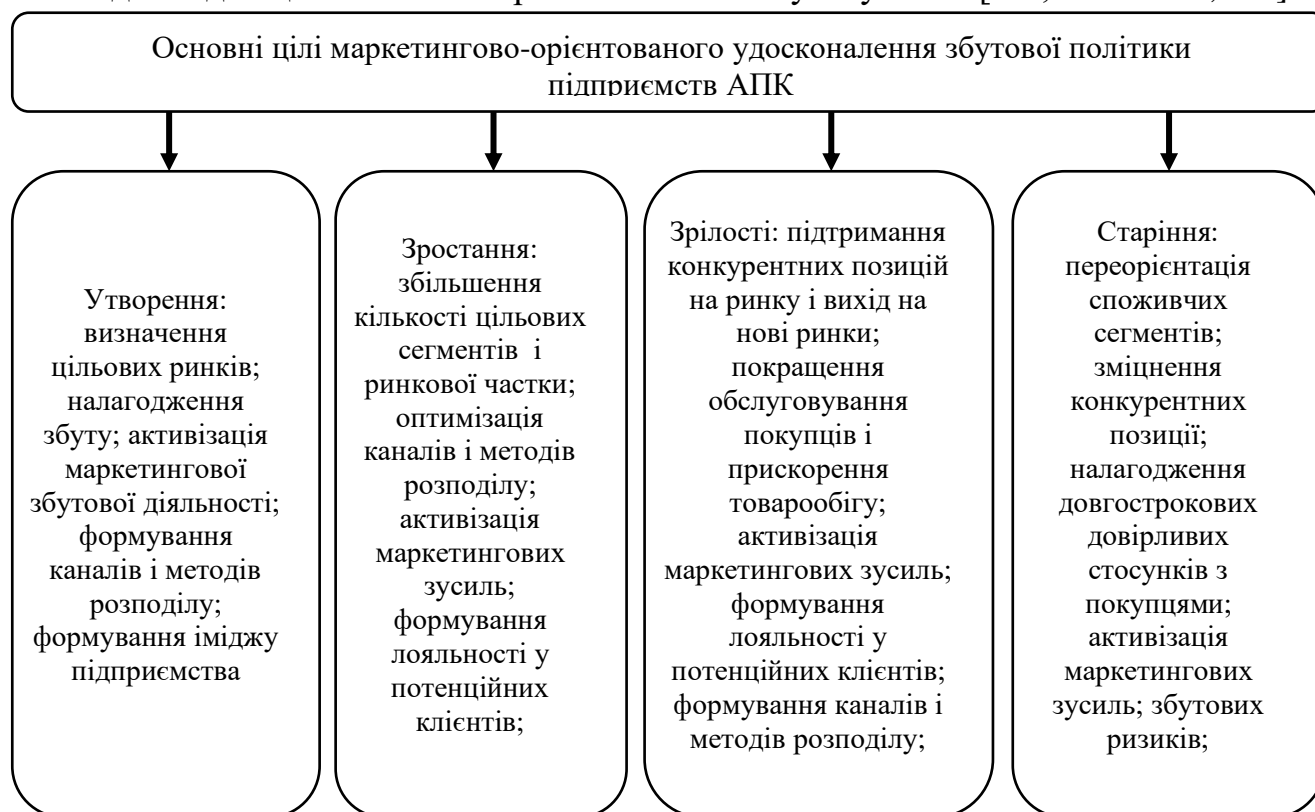 Основні цілі маркетингово-орієнтованого удосконалення збутової політики
підприємств АПК
Утворення:
визначення
цільових ринків;
налагодження
збуту; активізація
маркетингової
збутової діяльності;
формування
каналів і методів
розподілу;
формування іміджу
підприємства
Зростання:
збільшення
кількості цільових
сегментів і
ринкової частки;
оптимізація
каналів і методів
розподілу;
активізація
маркетингових
зусиль;
формування
лояльності у
потенційних
клієнтів;
Зрілості: підтримання
конкурентних позицій
на ринку і вихід на
нові ринки;
покращення
обслуговування
покупців і
прискорення
товарообігу;
активізація
маркетингових зусиль;
формування
лояльності у
потенційних клієнтів;
формування каналів і
методів розподілу;
Старіння:
переорієнтація
споживчих
сегментів;
зміцнення
конкурентних
позиції;
налагодження
довгострокових
довірливих
стосунків з
покупцями;
активізація
маркетингових
зусиль; збутових
ризиків;